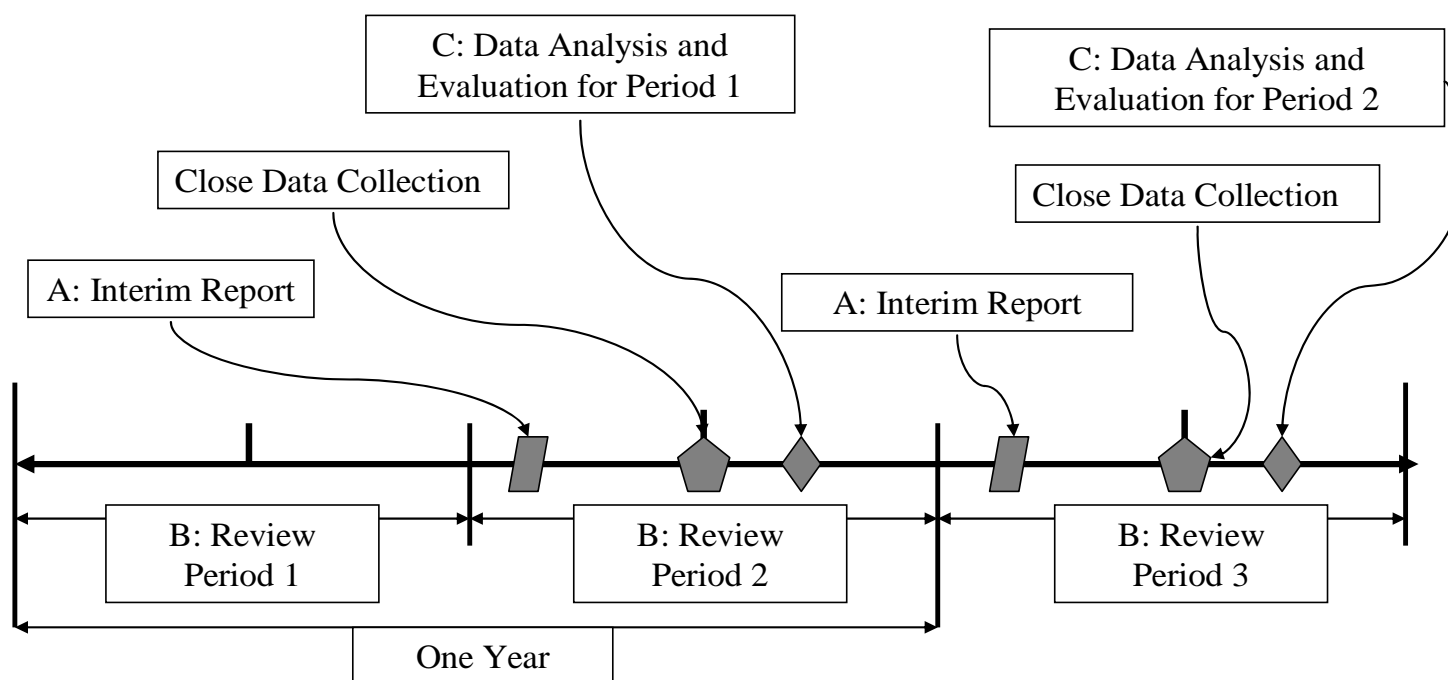 C: Data Analysis and
Evaluation for Period 1
C: Data Analysis and
Evaluation for Period 2
Close Data Collection
Close Data Collection
A: Interim Report
A: Interim Report
B: Review
Period 1
B: Review
Period 2
B: Review
Period 3
One Year